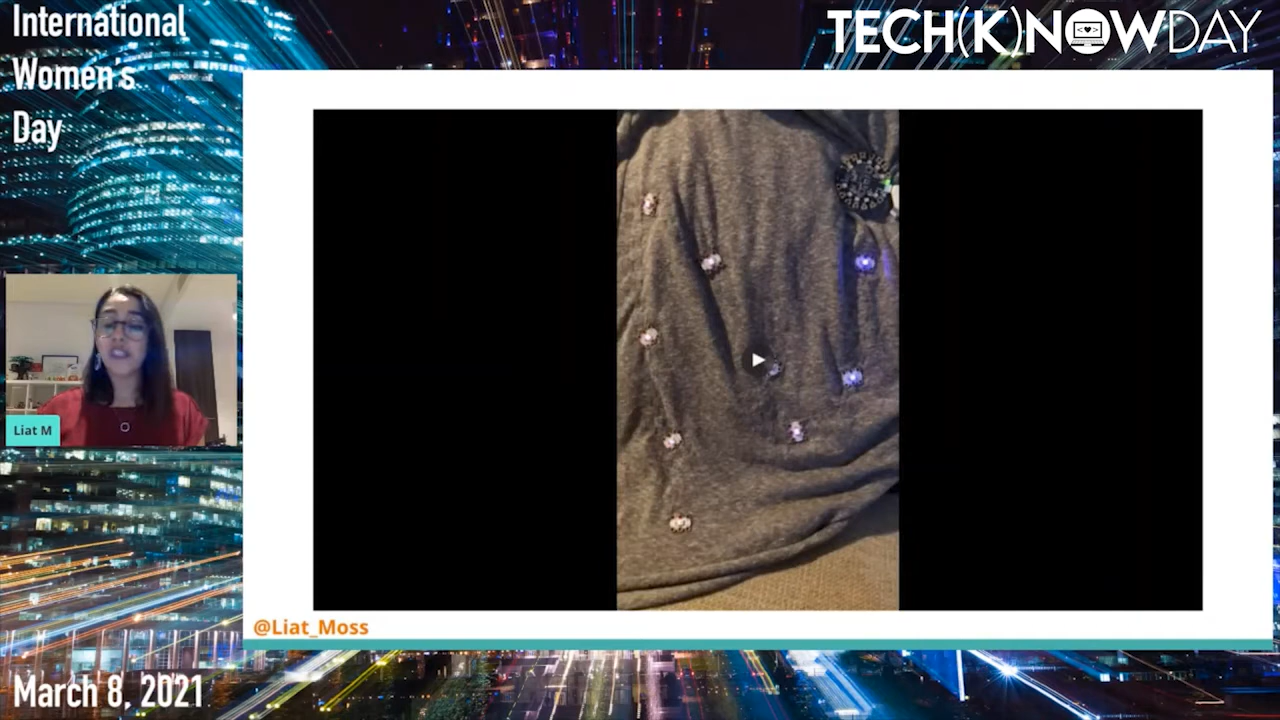 International
Women's
Day
TECH(K)NOWDAY
Liat M
@Liat_Moss
March 8, 2021